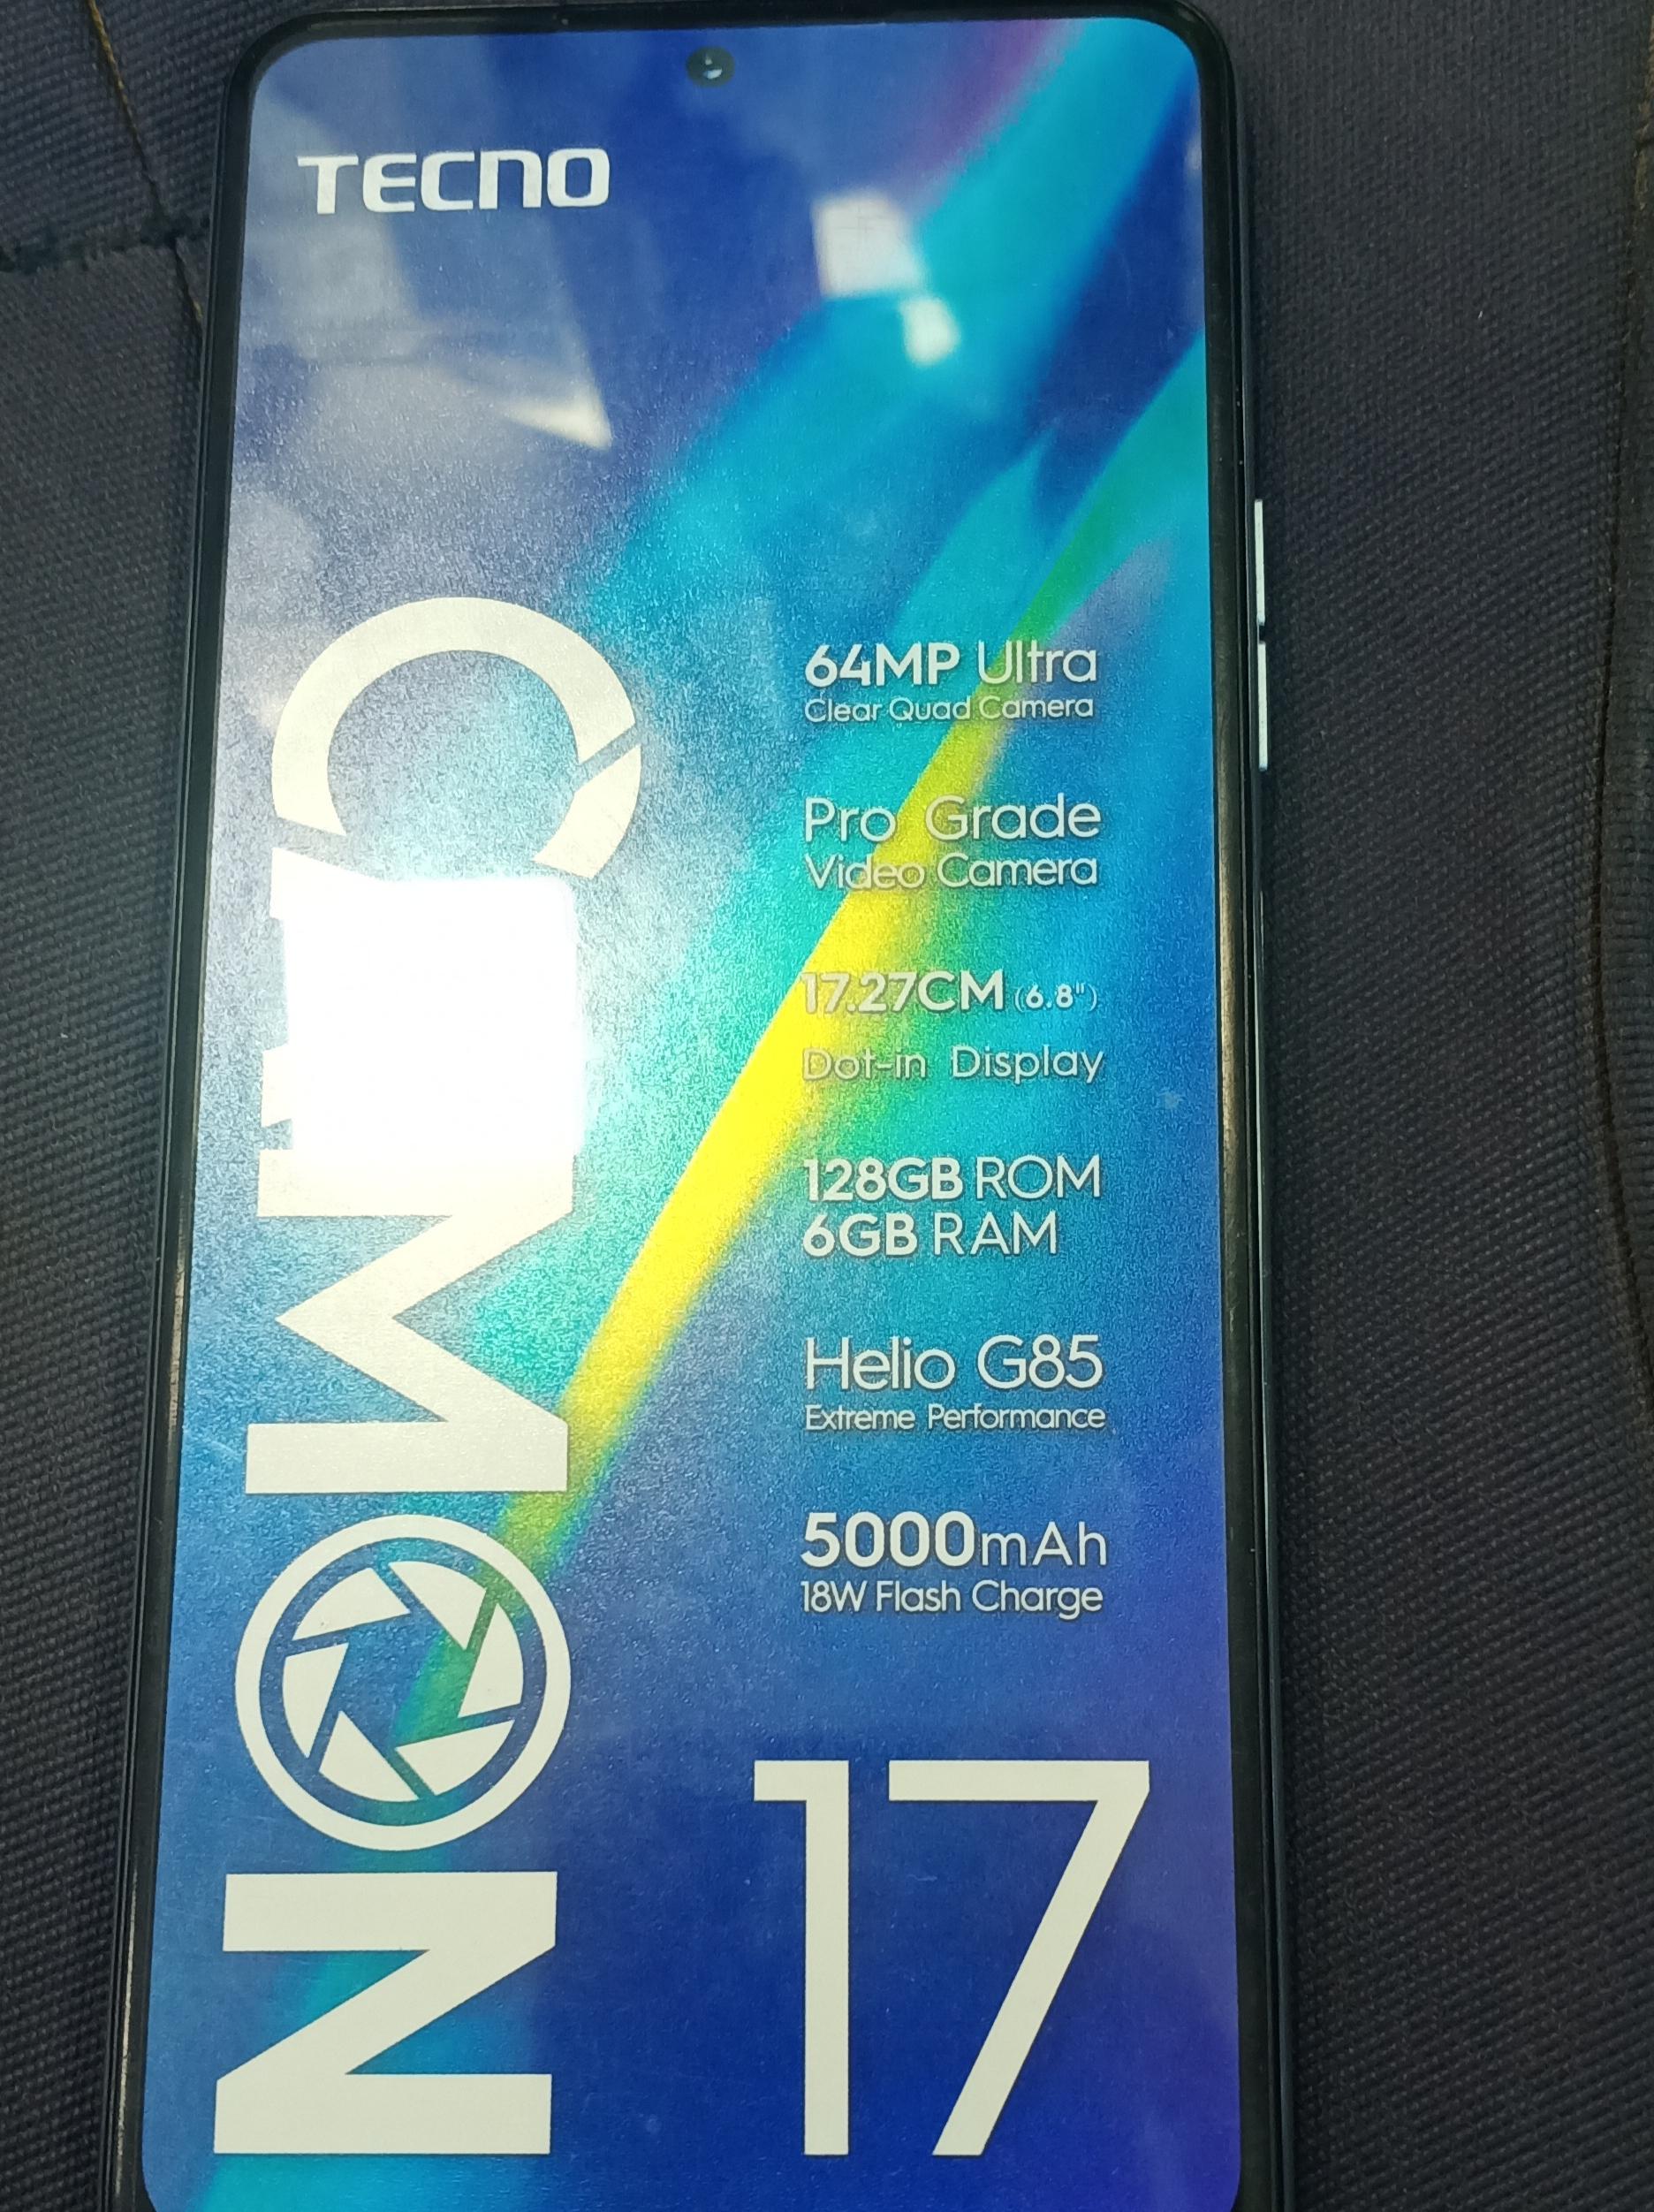 TECNO
64MP Ultra
Clear Quad Camera
Pro Grade
Video Camera
17.27CM (6.8")
Dot-in Display
128GB ROM
6GB RAM
Helio G85
Extreme Performance
5000mAh
18W Flash Charge
17